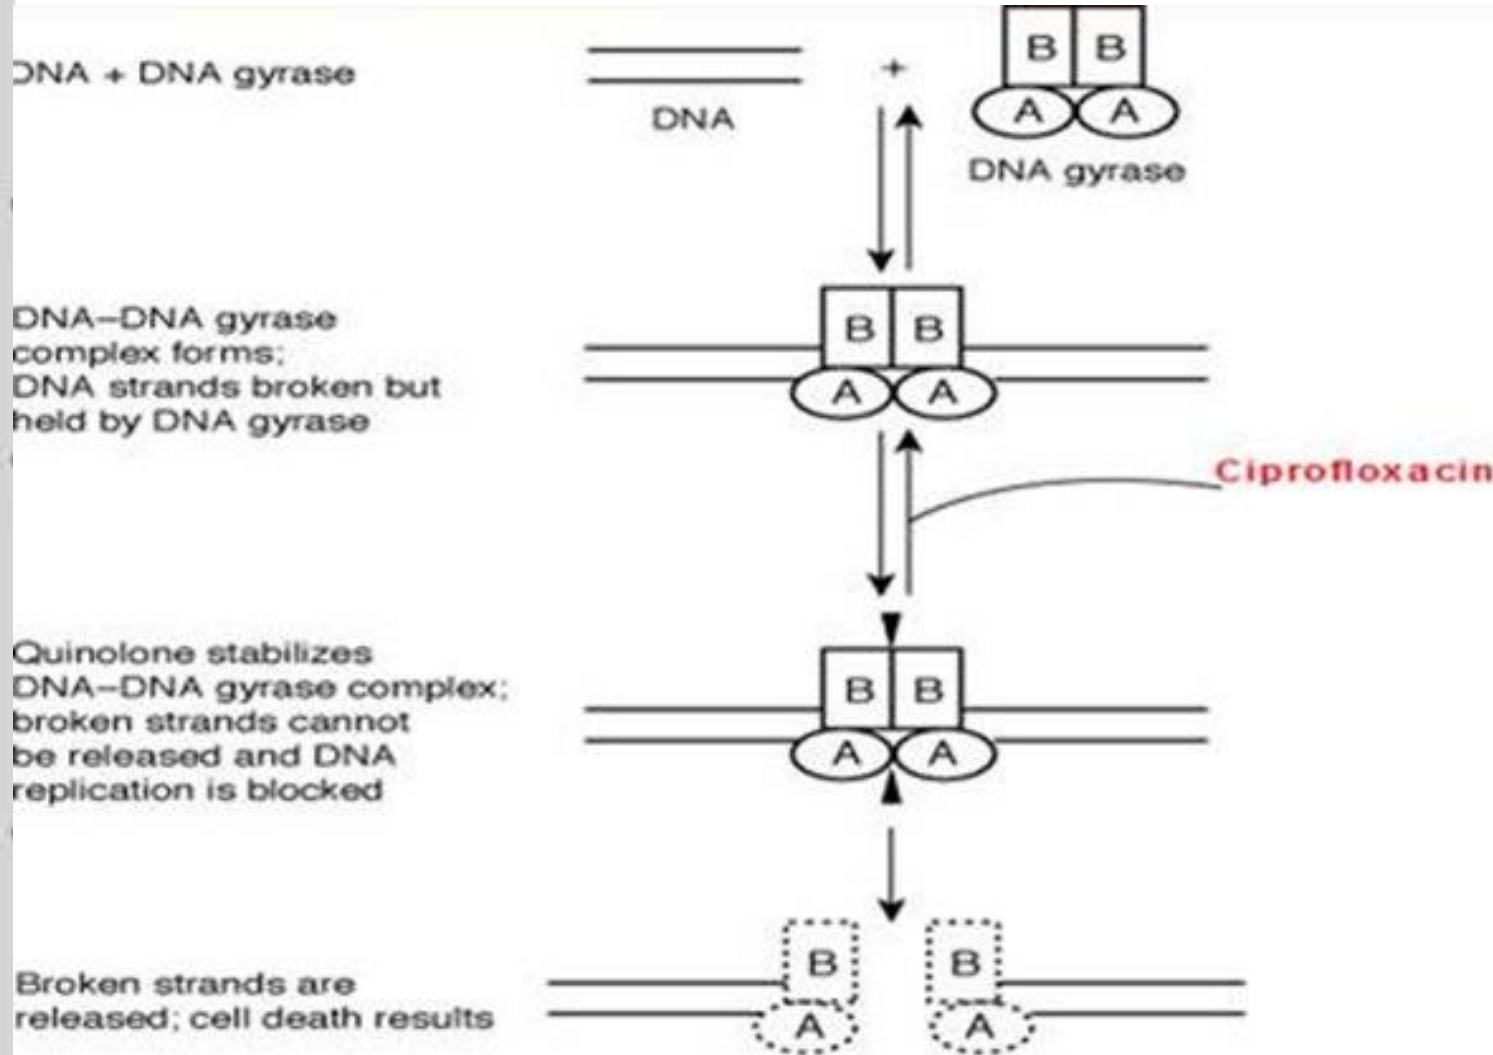 DNA + DNA gyrase
DNA
+
B B
A A
DNA gyrase
DNA–DNA gyrase
complex forms;
DNA strands broken but
held by DNA gyrase
B B
A A
Ciprofloxacin
Quinolone stabilizes
DNA–DNA gyrase complex;
broken strands cannot
be released and DNA
replication is blocked
B B
A A
Broken strands are
released; cell death results
B B
A A